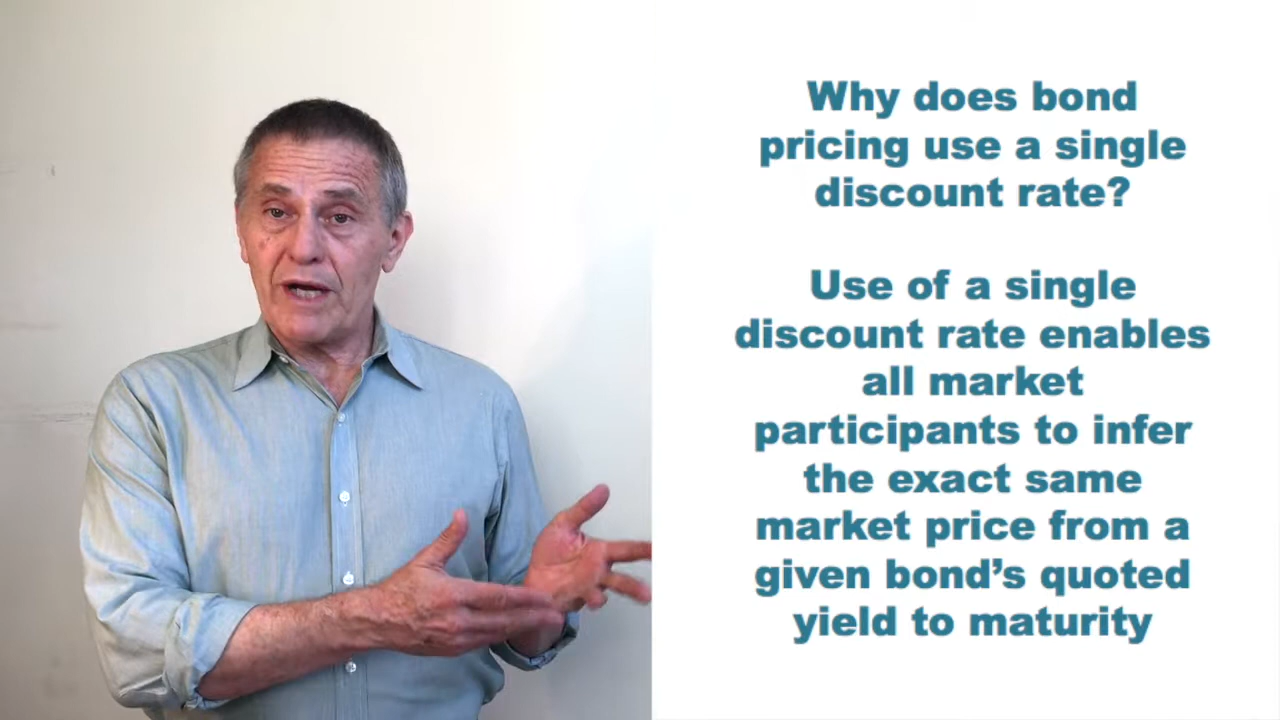 Why does bond
pricing use a single
discount rate?
Use of a single
discount rate enables
all market
participants to infer
the exact same
market price from a
given bond’s quoted
yield to maturity